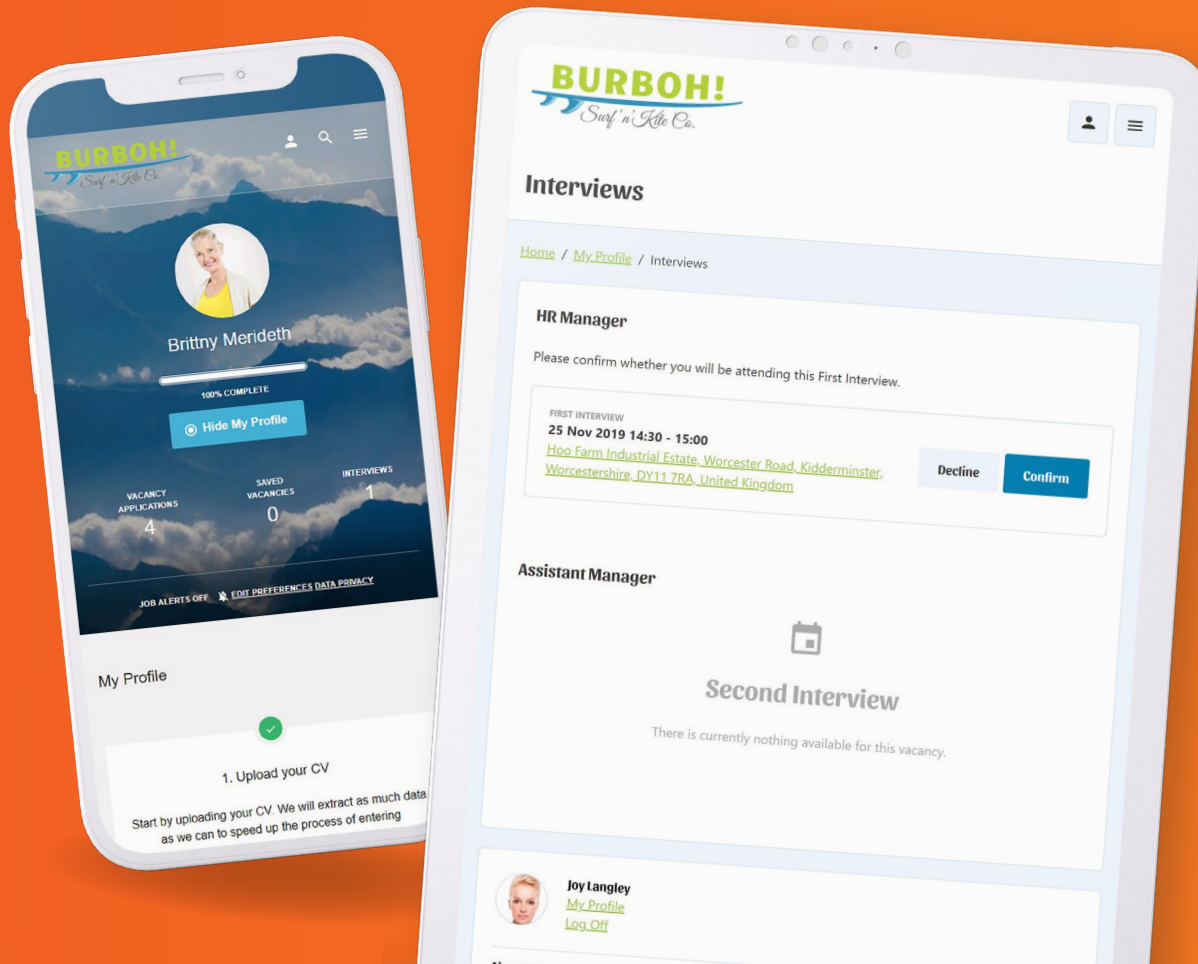 BURBOH!
Surf 'n' Kite Co.
Brittny Merideth
100% COMPLETE
Hide My Profile
VACANCY
APPLICATIONS
4
SAVED
VACANCIES
0
INTERVIEWS
1
JOB ALERTS OFF EDIT PREFERENCES DATA PRIVACY
My Profile
1. Upload your CV
Start by uploading your CV. We will extract as much data
as we can to speed up the process of entering
BURBOH!
Surf 'n' Kite Co.
Interviews
Home / My Profile / Interviews
HR Manager
Please confirm whether you will be attending this First Interview.
FIRST INTERVIEW
25 Nov 2019 14:30 - 15:00
Hoo Farm Industrial Estate, Worcester Road, Kidderminster,
Worcestershire, DY11 7RA, United Kingdom
Decline
Confirm
Assistant Manager
Second Interview
There is currently nothing available for this vacancy.
Joy Langley
My Profile
Log Off